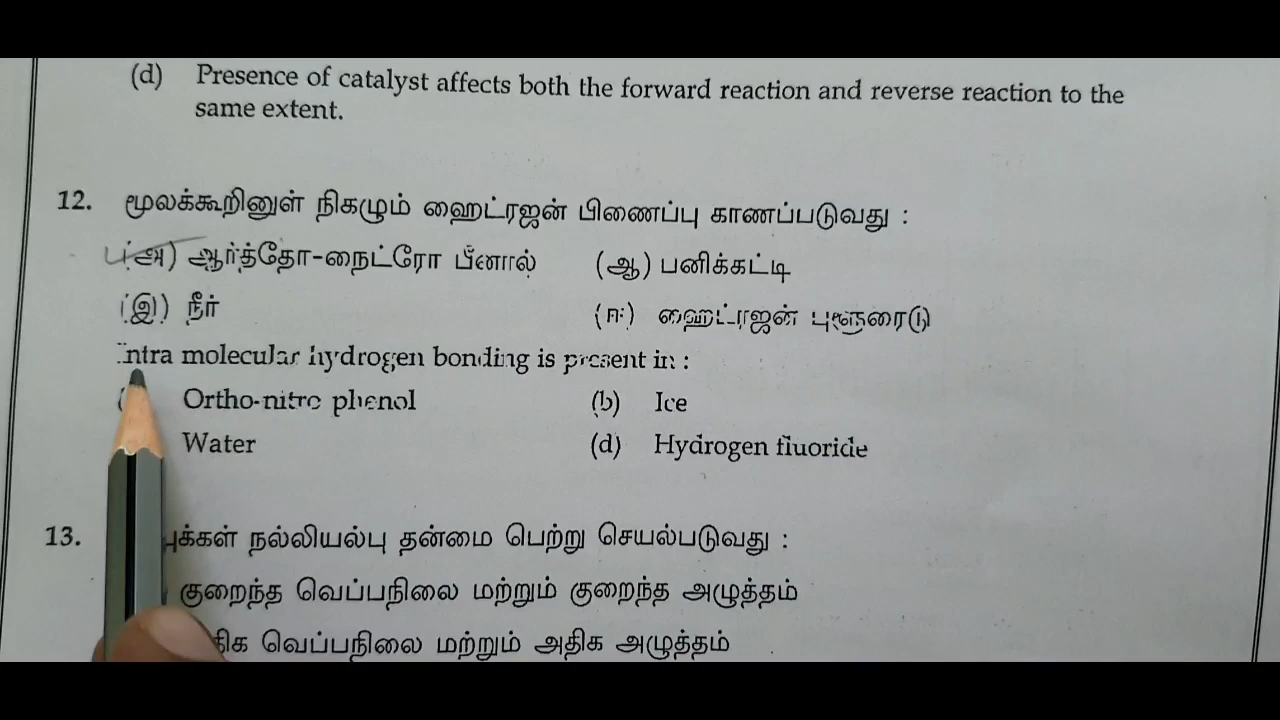 (d) Presence of catalyst affects both the forward reaction and reverse reaction to the
same extent.
12. மூலக்கூறினுள் நிகழும் ஹைட்ரஜன் பிணைப்பு காணப்படுவது :
(அ) ஆர்த்தோ-நைட்ரோ பீனால் (ஆ) பனிக்கட்டி
(இ) நீர் (ஈ) ஹைட்ரஜன் புளூரைடு
Intra molecular hydrogen bonding is present in :
Ortho-nitro phenol (b) Ice
Water (d) Hydrogen fluoride
13. நல்லியல்பு தன்மை பெற்று செயல்படுவது :
குறைந்த வெப்பநிலை மற்றும் குறைந்த அழுத்தம்
வெப்பநிலை மற்றும் அதிக அழுத்தம்